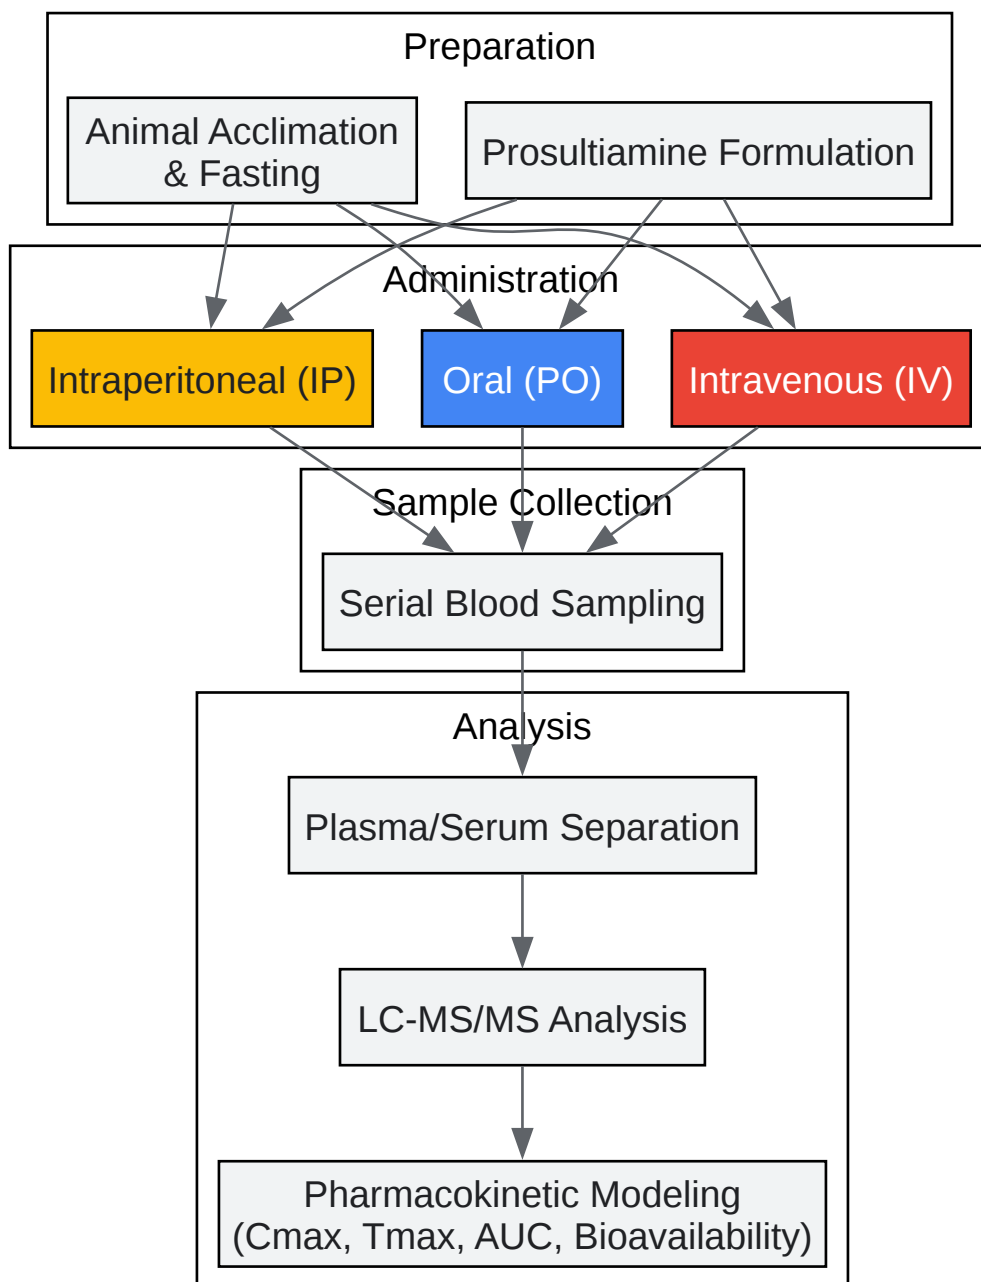 Preparation
Animal Acclimation
& Fasting
Prosultiamine Formulation
Administration
Intraperitoneal (IP)
Oral (PO)
Intravenous (IV)
Sample Collection
Serial Blood Sampling
Analysis
Plasma/Serum Separation
LC-MS/MS Analysis
Pharmacokinetic Modeling
(Cmax, Tmax, AUC, Bioavailability)